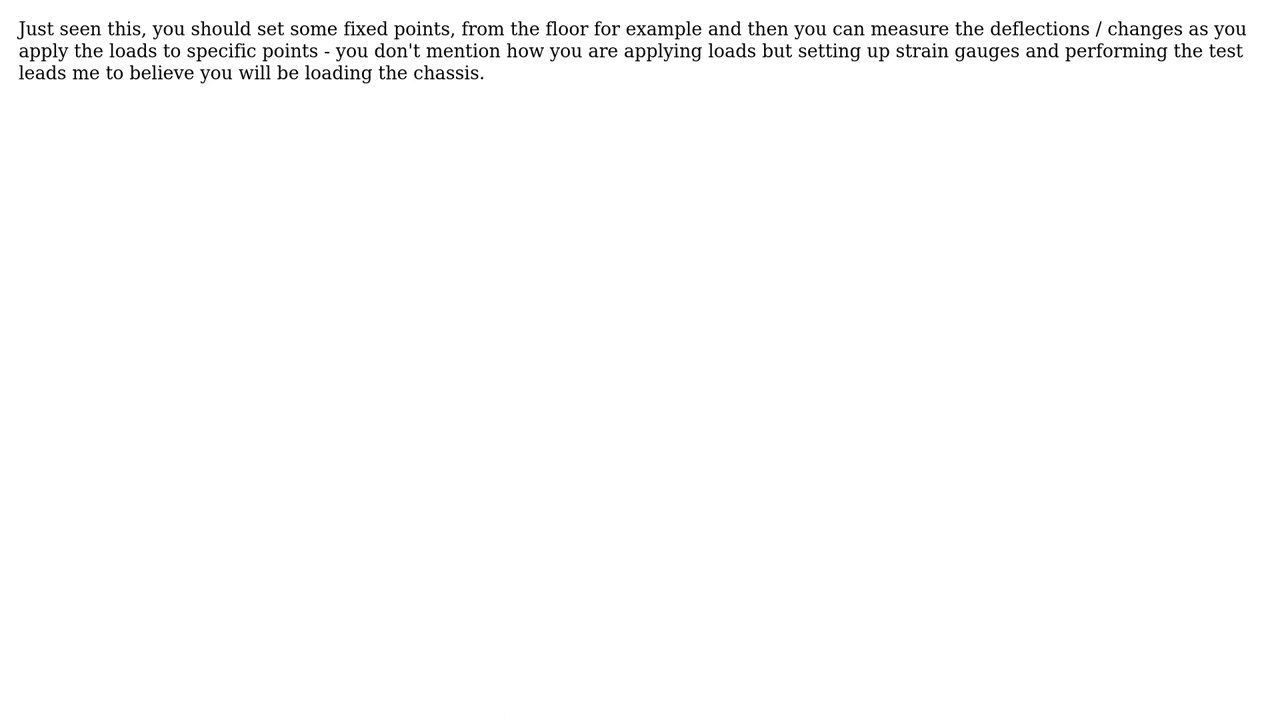 Just seen this, you should set some fixed points, from the floor for example and then you can measure the deflections / changes as you
apply the loads to specific points - you don't mention how you are applying loads but setting up strain gauges and performing the test
leads me to believe you will be loading the chassis.